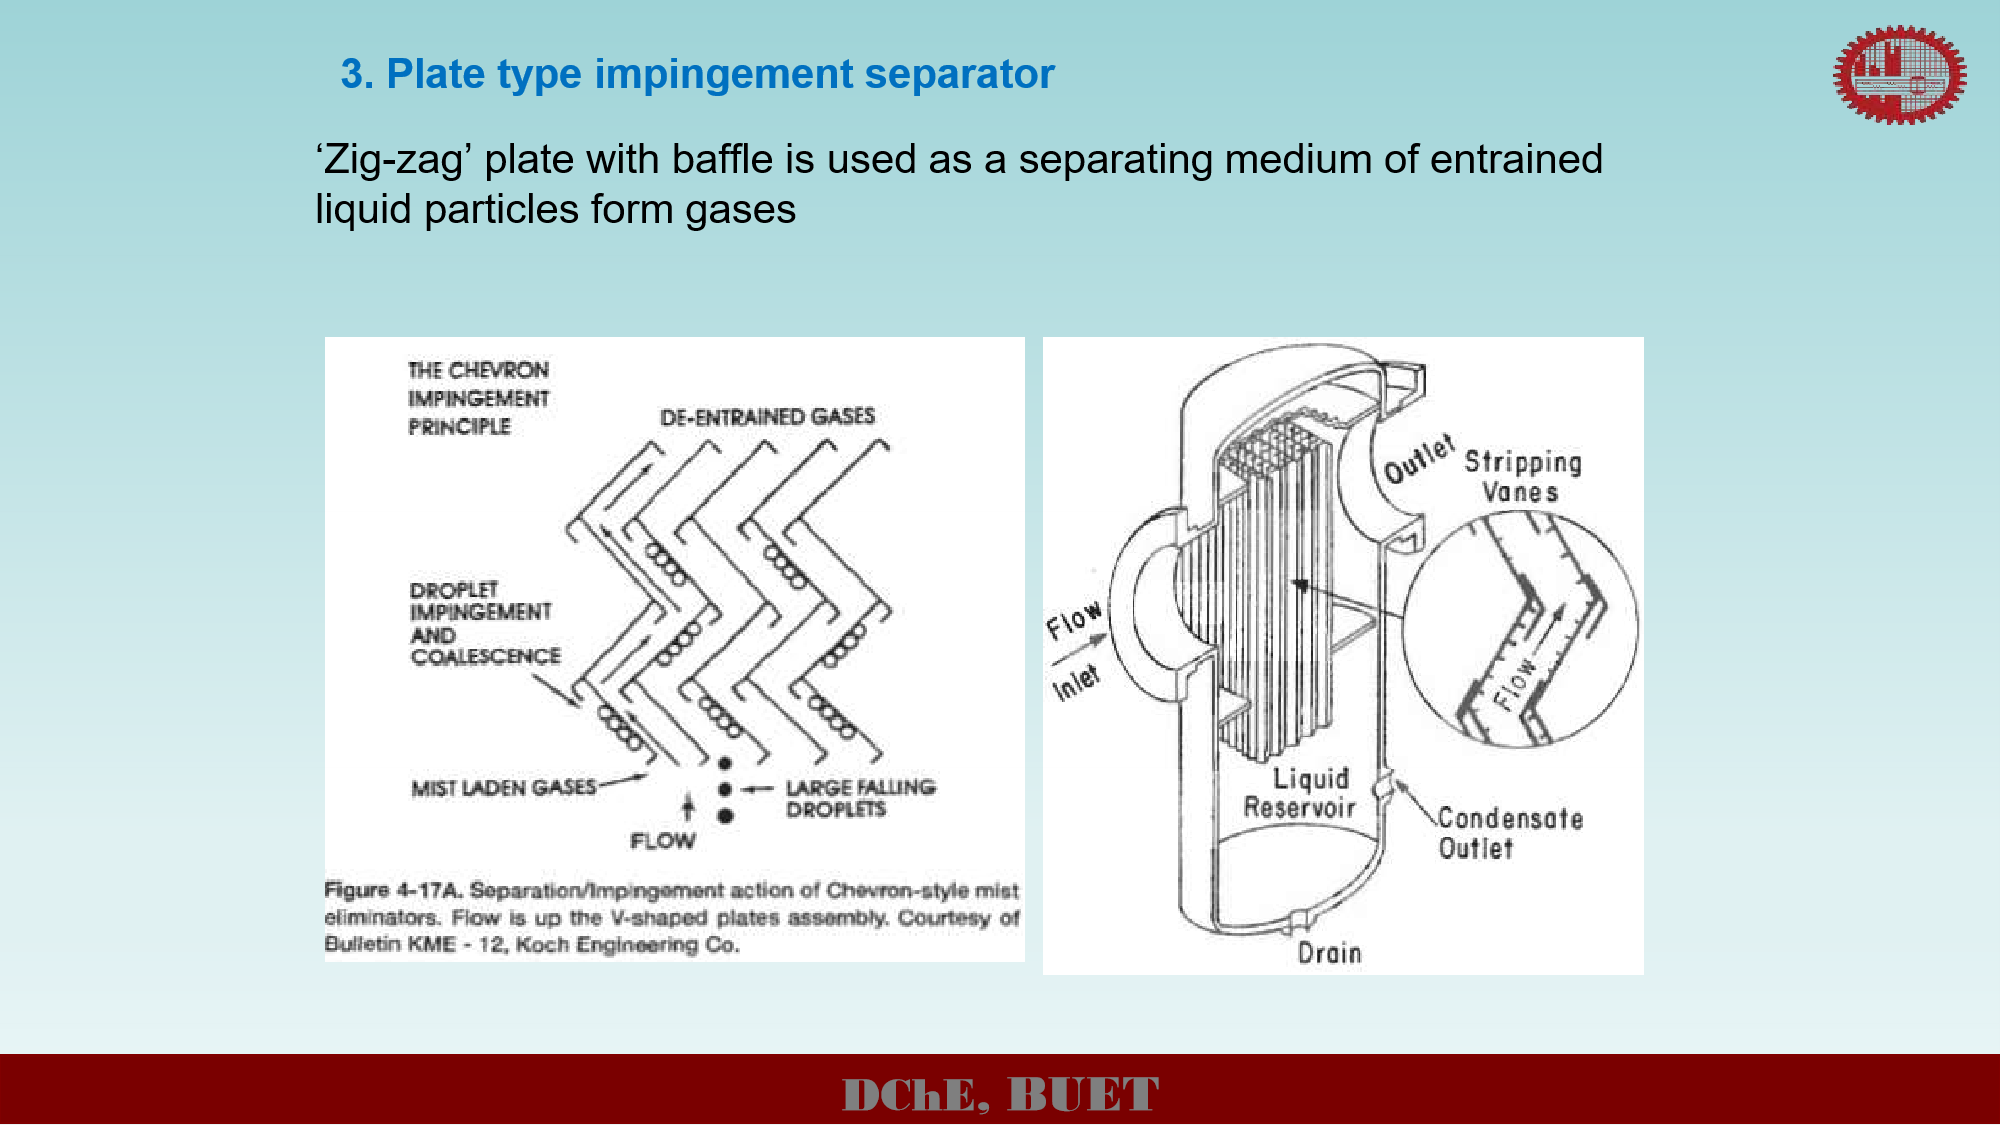 3. Plate type impingement separator
‘Zig-zag’ plate with baffle is used as a separating medium of entrained
liquid particles form gases
THE CHEVRON
IMPINGEMENT
PRINCIPLE
DE-ENTRAINED GASES
DROPLET
IMPINGEMENT
AND
COALESCENCE
MIST LADEN GASES
LARGE FALLING
DROPLETS
FLOW
Figure 4-17A. Separation/Impingement action of Chevron-style mist
eliminators. Flow is up the V-shaped plates assembly. Courtesy of
Bulletin KME - 12, Koch Engineering Co.
Outlet
Stripping
Vanes
Flow
Inlet
Flow
Liquid
Reservoir
Condensate
Outlet
Drain
DChE, BUET